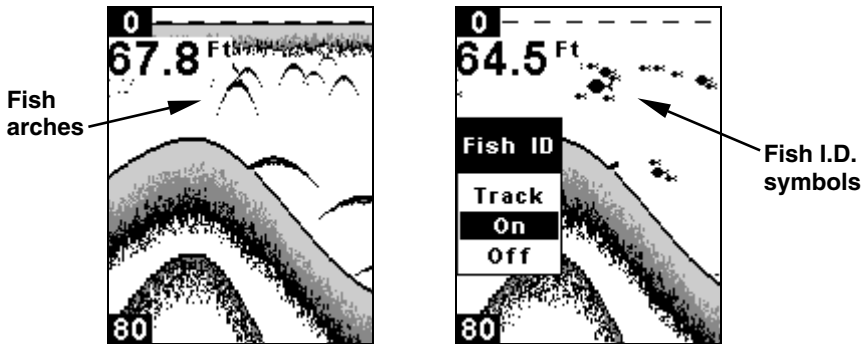 0
67.8 Ft
Fish
arches
80
0
64.5 Ft
Fish ID
Track
On
Off
80
Fish I.D.
symbols